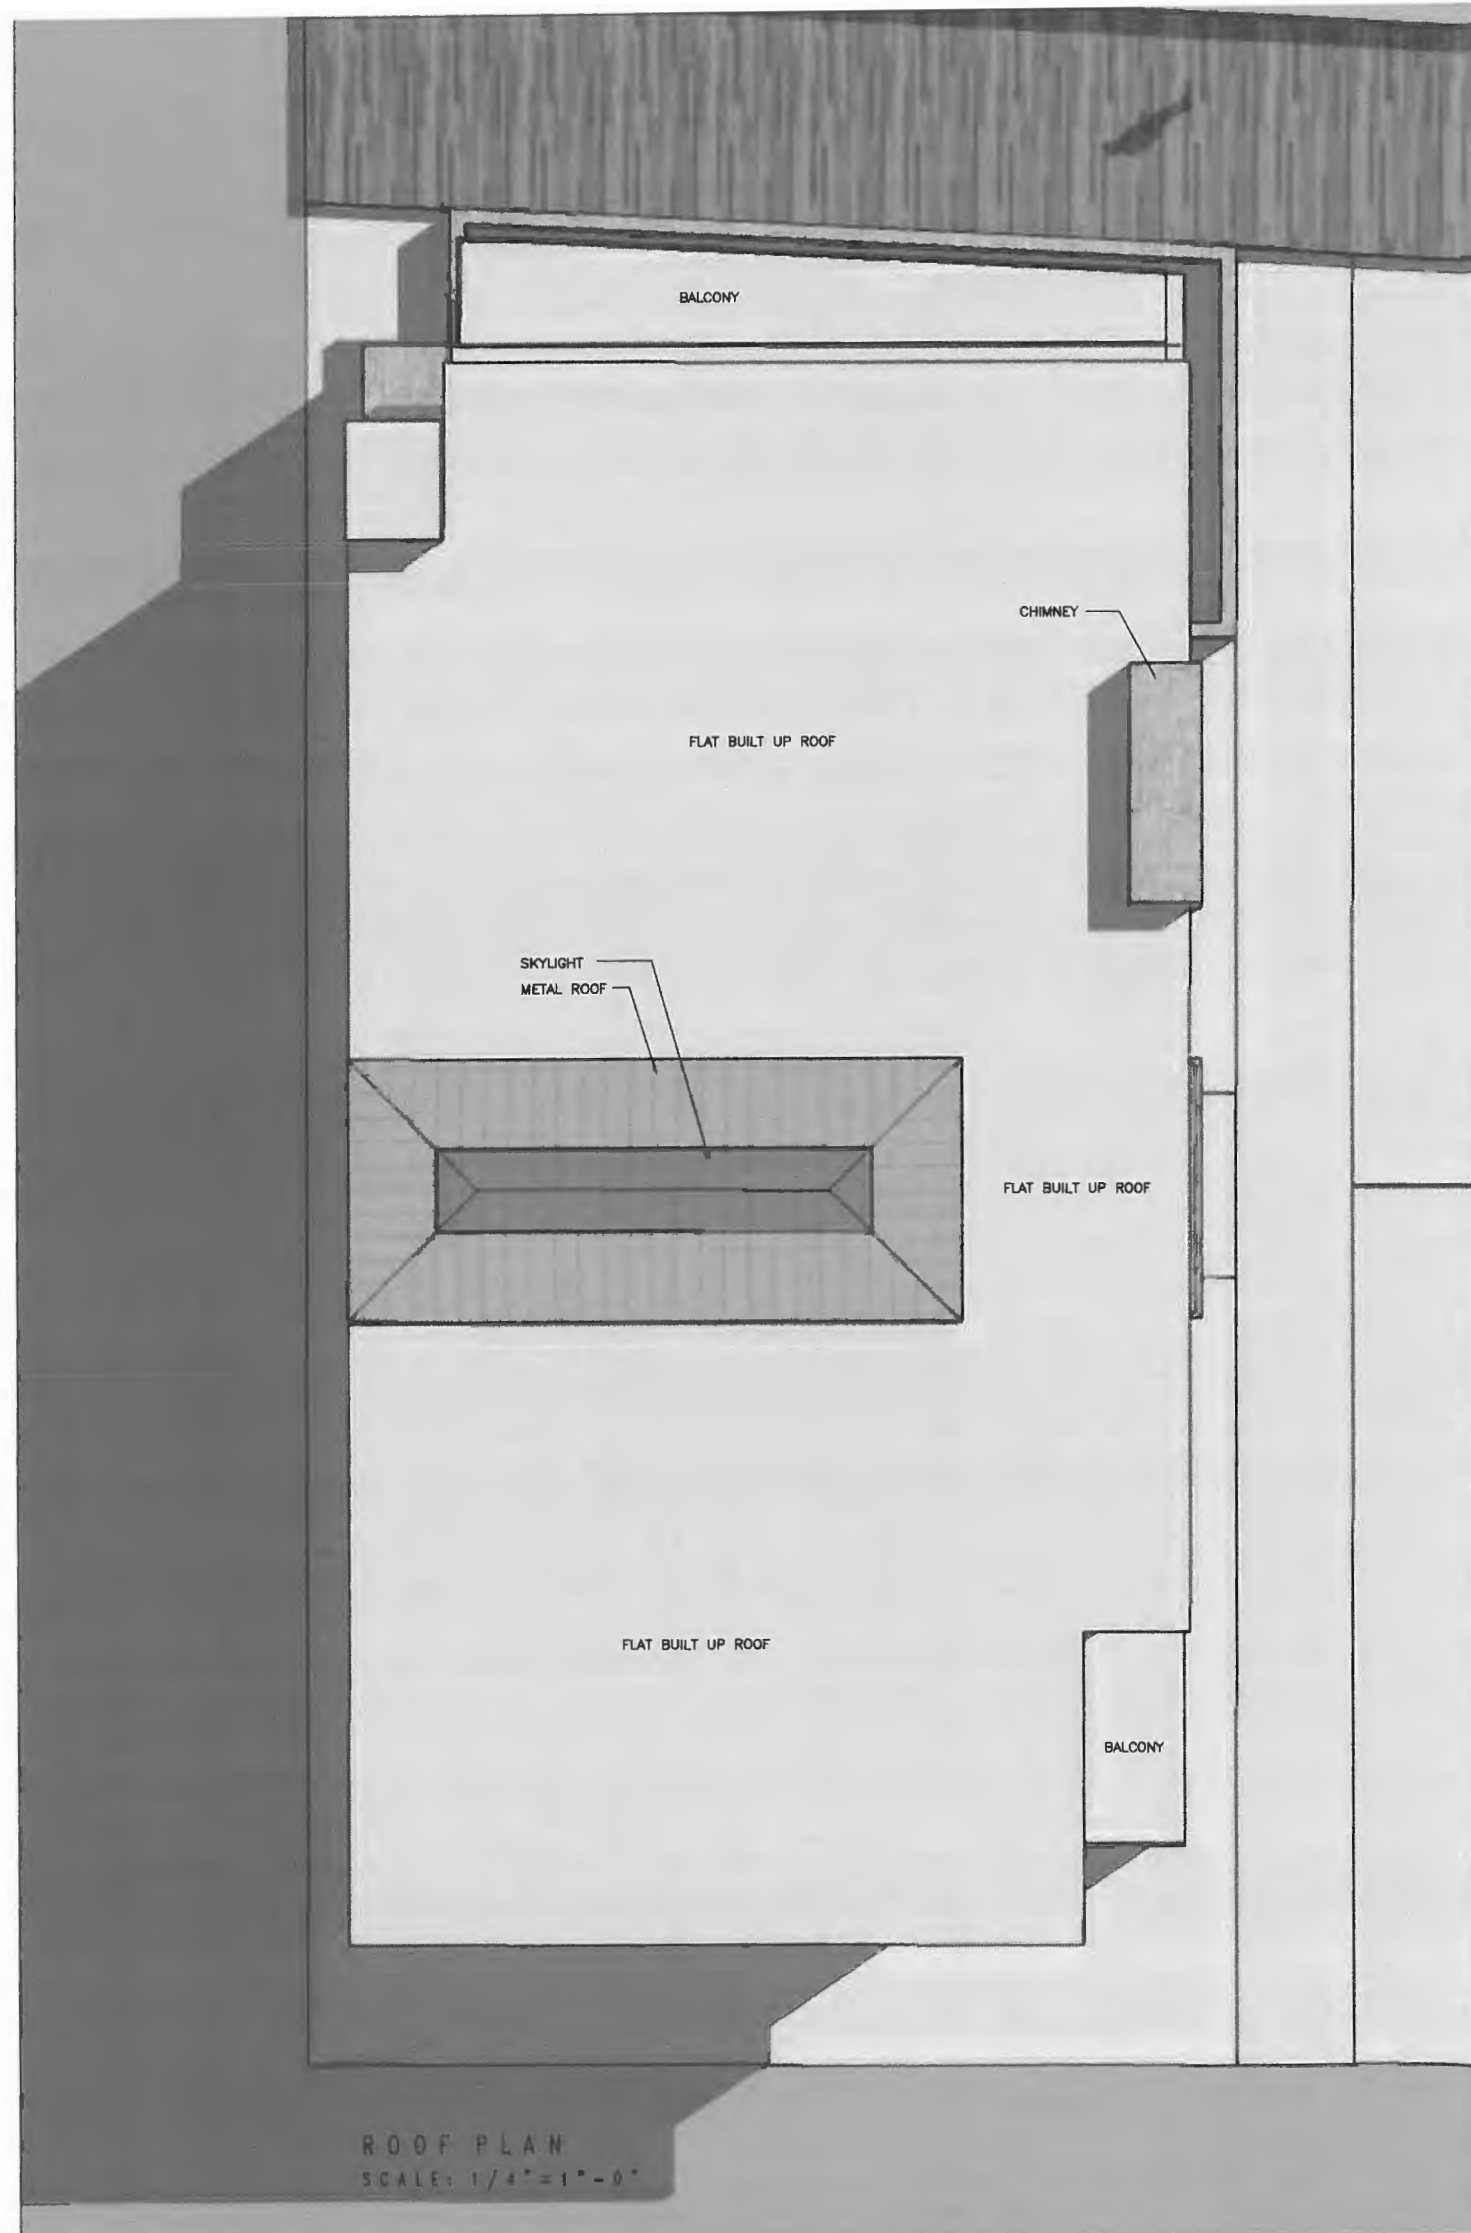 BALCONY
CHIMNEY
FLAT BUILT UP ROOF
SKYLIGHT
METAL ROOF
FLAT BUILT UP ROOF
FLAT BUILT UP ROOF
BALCONY
ROOF PLAN
SCALE: 1/4"=1"-0"